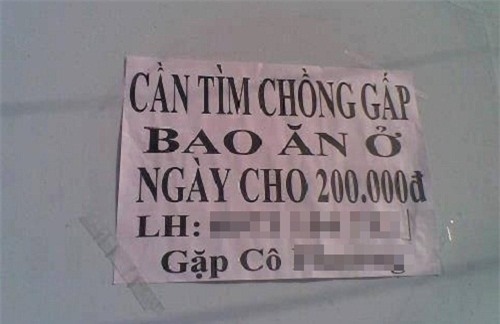 CẦN TÌM CHỒNG GẤP
BAO ĂN Ở
NGÀY CHO 200.000đ
LH:
Gặp Cô